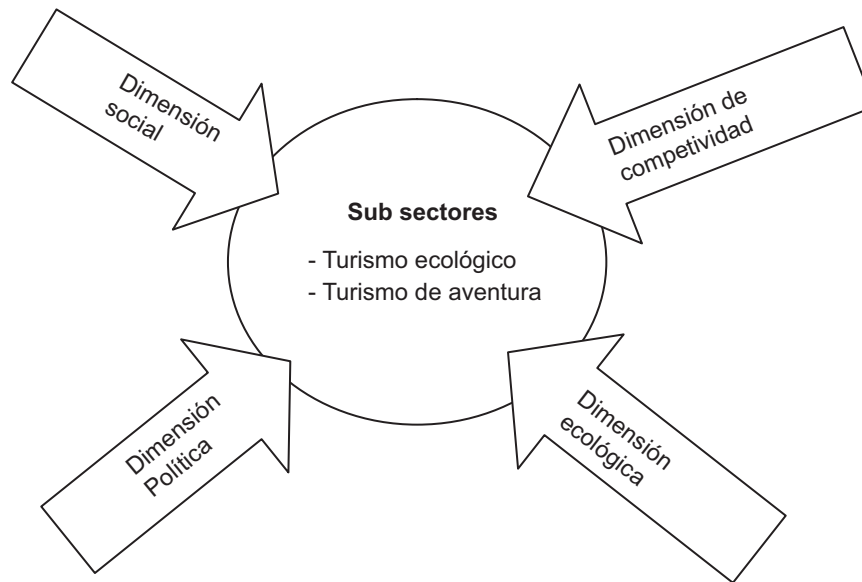 Dimensión
social
Dimensión de
competividad
Sub sectores
- Turismo ecológico
- Turismo de aventura
Dimensión
Política
Dimensión
ecológica